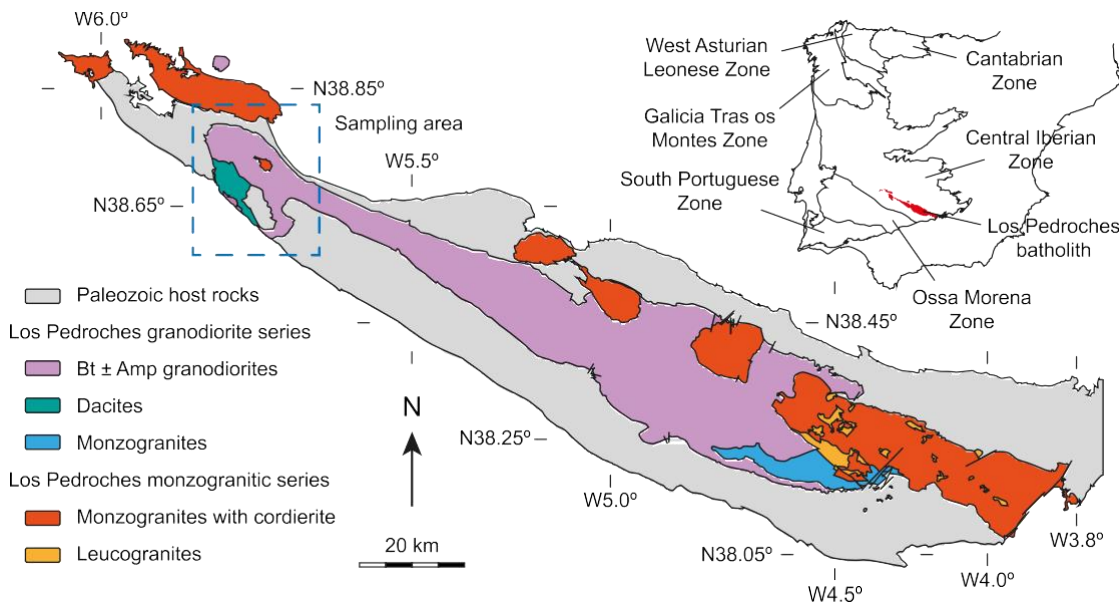 W6.0º
N38.85º
Sampling area
W5.5º
N38.65º
West Asturian
Leonese Zone
Cantabrian
Zone
Galicia Tras os
Montes Zone
Central Iberian
Zone
South Portuguese
Zone
Los Pedroches
batholith
Ossa Morena
Zone
N38.45º
Paleozoic host rocks
Los Pedroches granodiorite series
Bt ± Amp granodiorites
Dacites
Monzogranites
Los Pedroches monzogranitic series
Monzogranites with cordierite
Leucogranites
N
20 km
N38.25º
W5.0º
N38.05º
W4.5º
W4.0º
W3.8º